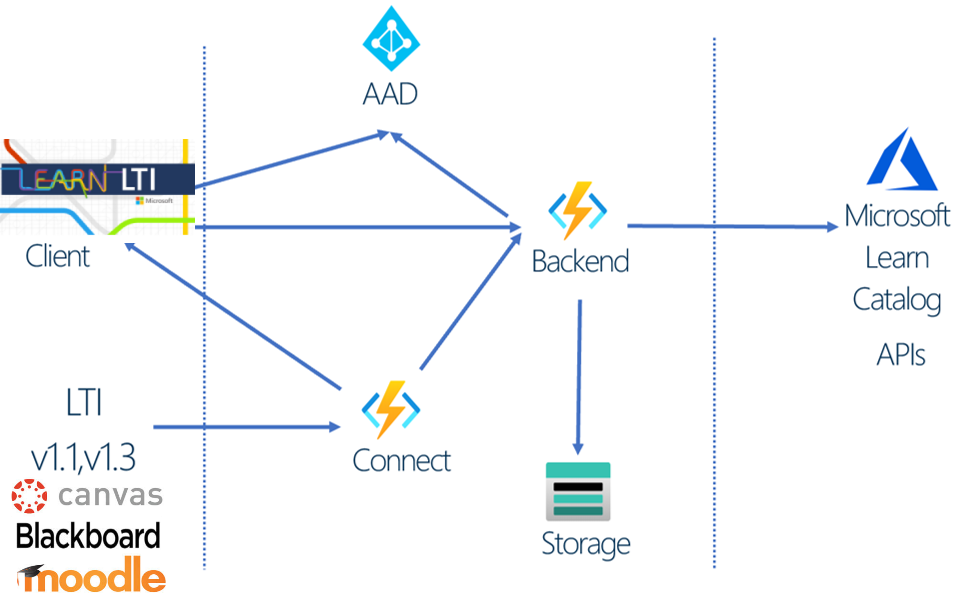 AAD
LEARN LTI
Microsoft
Client
Backend
Microsoft
Learn
Catalog
APIs
LTI
v1.1,v1.3
Connect
canvas
Blackboard
moodle
Storage